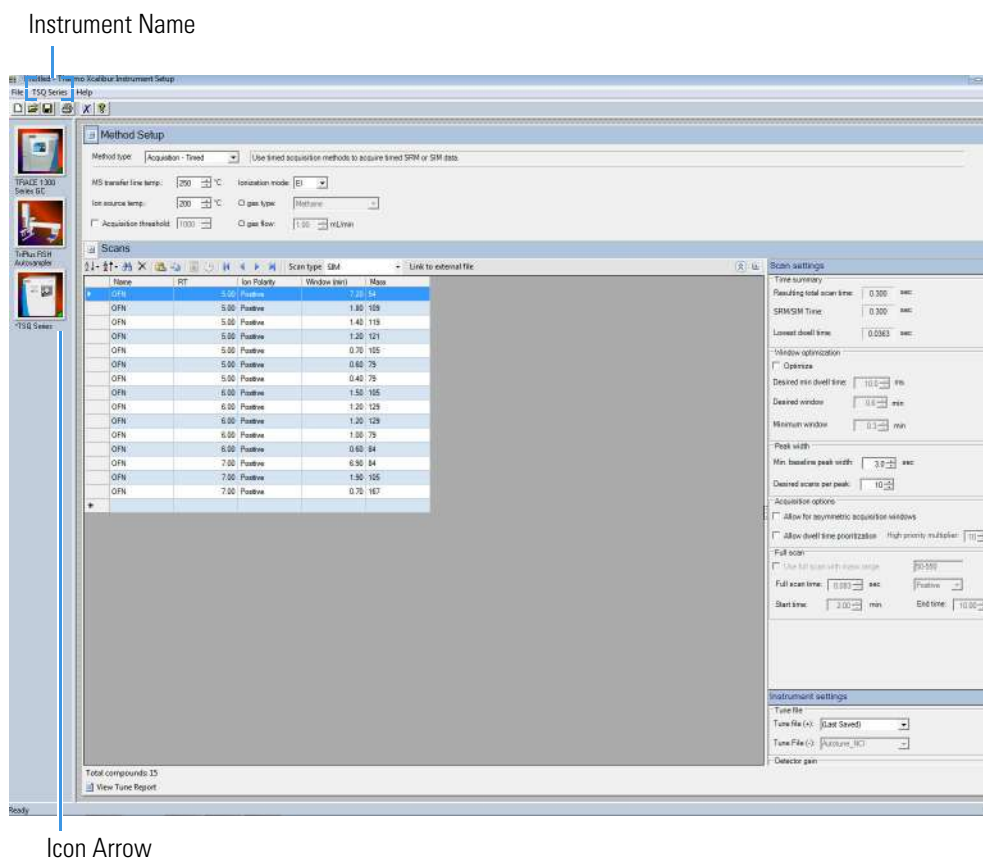 Instrument Name
Untitled - Thermo Xcalibur Instrument Setup
File TSQ Series Help
TRACE 1300
Series GC
TriPlus RSH
Autosampler
*TSQ Series
Method Setup
Method type: Acquisition - Timed Use timed acquisition methods to acquire timed SRM or SIM data.
MS transfer line temp.: 250 °C Ionization mode: EI
Ion source temp.: 200 °C CI gas type: Methane
Acquisition threshold: 1000 CI gas flow: 1.00 mL/min
Scans
Scan type: SIM Link to external file
Name RT Ion Polarity Window (min) Mass
OFN 5.00 Positive 7.20 54
OFN 5.00 Positive 1.80 109
OFN 5.00 Positive 1.40 119
OFN 5.00 Positive 1.20 121
OFN 5.00 Positive 0.70 105
OFN 5.00 Positive 0.60 79
OFN 5.00 Positive 0.40 79
OFN 6.00 Positive 1.50 105
OFN 6.00 Positive 1.20 129
OFN 6.00 Positive 1.20 129
OFN 6.00 Positive 1.00 79
OFN 6.00 Positive 0.60 84
OFN 7.00 Positive 6.90 84
OFN 7.00 Positive 1.90 105
OFN 7.00 Positive 0.70 167
Total compounds: 15
View Tune Report
Ready
Scan settings
Time summary
Resulting total scan time: 0.300 sec
SRM/SIM Time: 0.300 sec
Lowest dwell time: 0.0363 sec
Window optimization
Optimize
Desired min dwell time: 10.0 ms
Desired window 0.6 min
Minimum window 0.3 min
Peak width
Min. baseline peak width: 3.0 sec
Desired scans per peak: 10
Acquisition options
Allow for asymmetric acquisition windows
Allow dwell time prioritization High priority multiplier: 10
Full scan
Use full scan with mass range 50-550
Full scan time: 0.083 sec Positive
Start time: 2.00 min End time: 10.00
Instrument settings
Tune file
Tune file (+): (Last Saved)
Tune File (-): Autotune_NCI
Detector gain
Icon Arrow